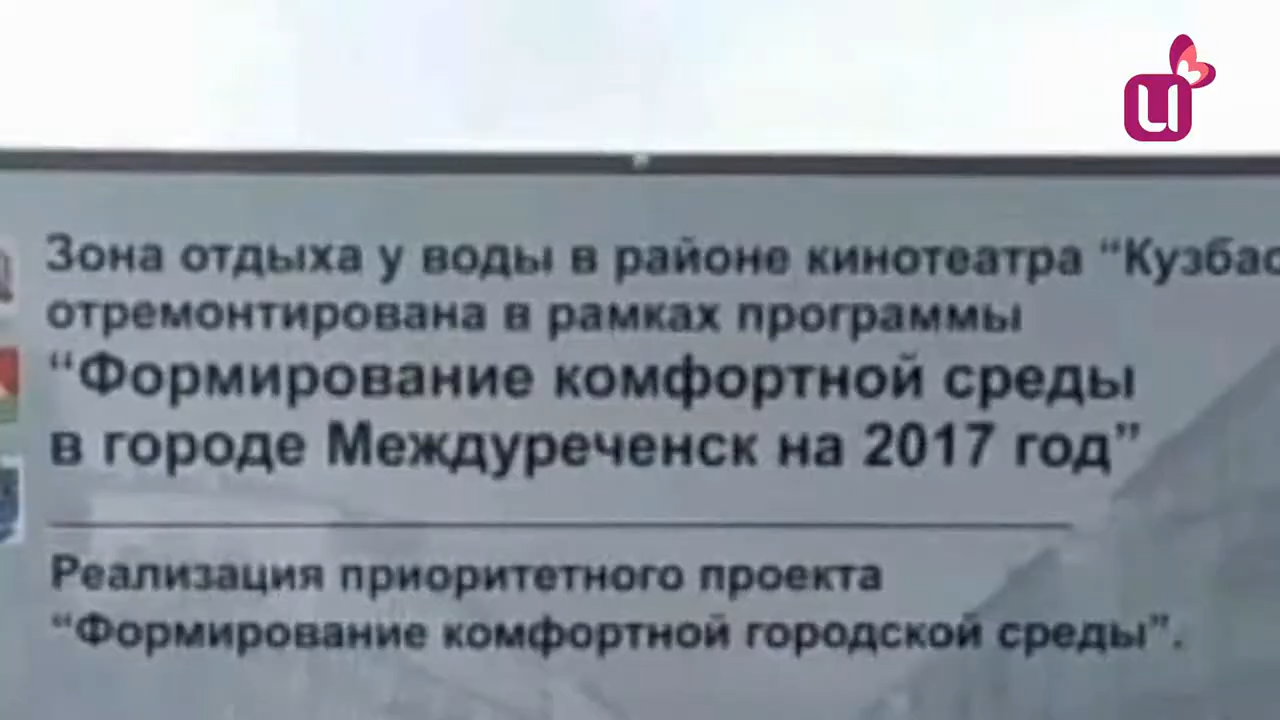 Зона отдыха у воды в районе кинотеатра “Кузбас
отремонтирована в рамках программы
“Формирование комфортной среды
в городе Междуреченск на 2017 год”
Реализация приоритетного проекта
“Формирование комфортной городской среды”.